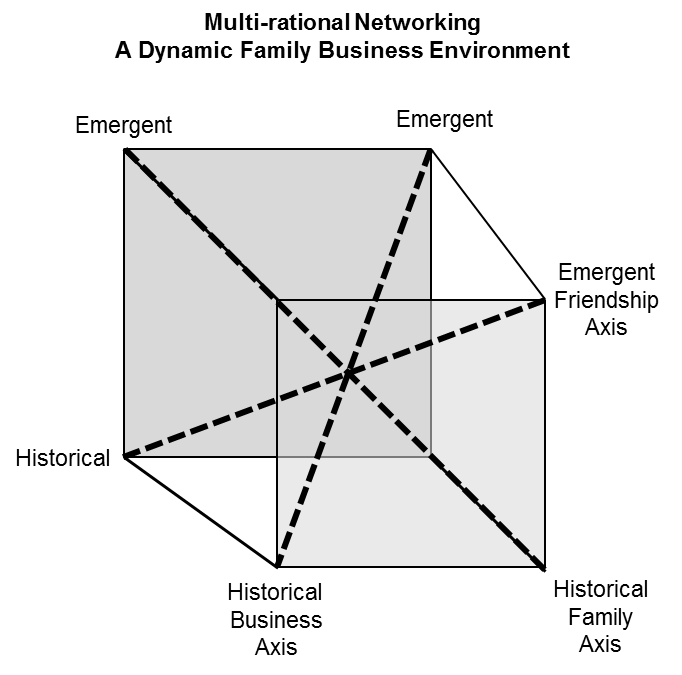 Multi-rational Networking
A Dynamic Family Business Environment
Emergent
Emergent
Emergent
Friendship
Axis
Historical
Historical
Business
Axis
Historical
Family
Axis